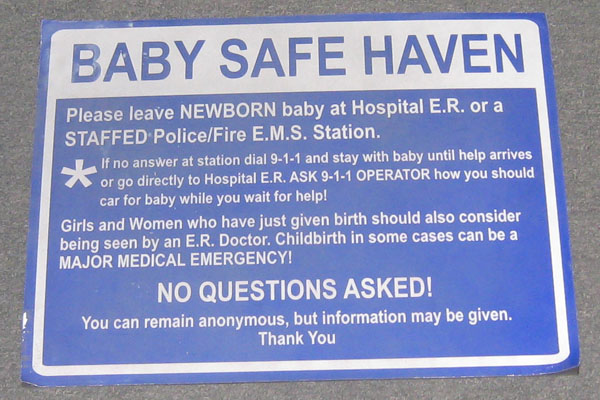 BABY SAFE HAVEN
Please leave NEWBORN baby at Hospital E.R. or a
STAFFED Police/Fire E.M.S. Station.
* If no answer at station dial 9-1-1 and stay with baby until help arrives
or go directly to Hospital E.R. ASK 9-1-1 OPERATOR how you should
car for baby while you wait for help!
Girls and Women who have just given birth should also consider
being seen by an E.R. Doctor. Childbirth in some cases can be a
MAJOR MEDICAL EMERGENCY!
NO QUESTIONS ASKED!
You can remain anonymous, but information may be given.
Thank You